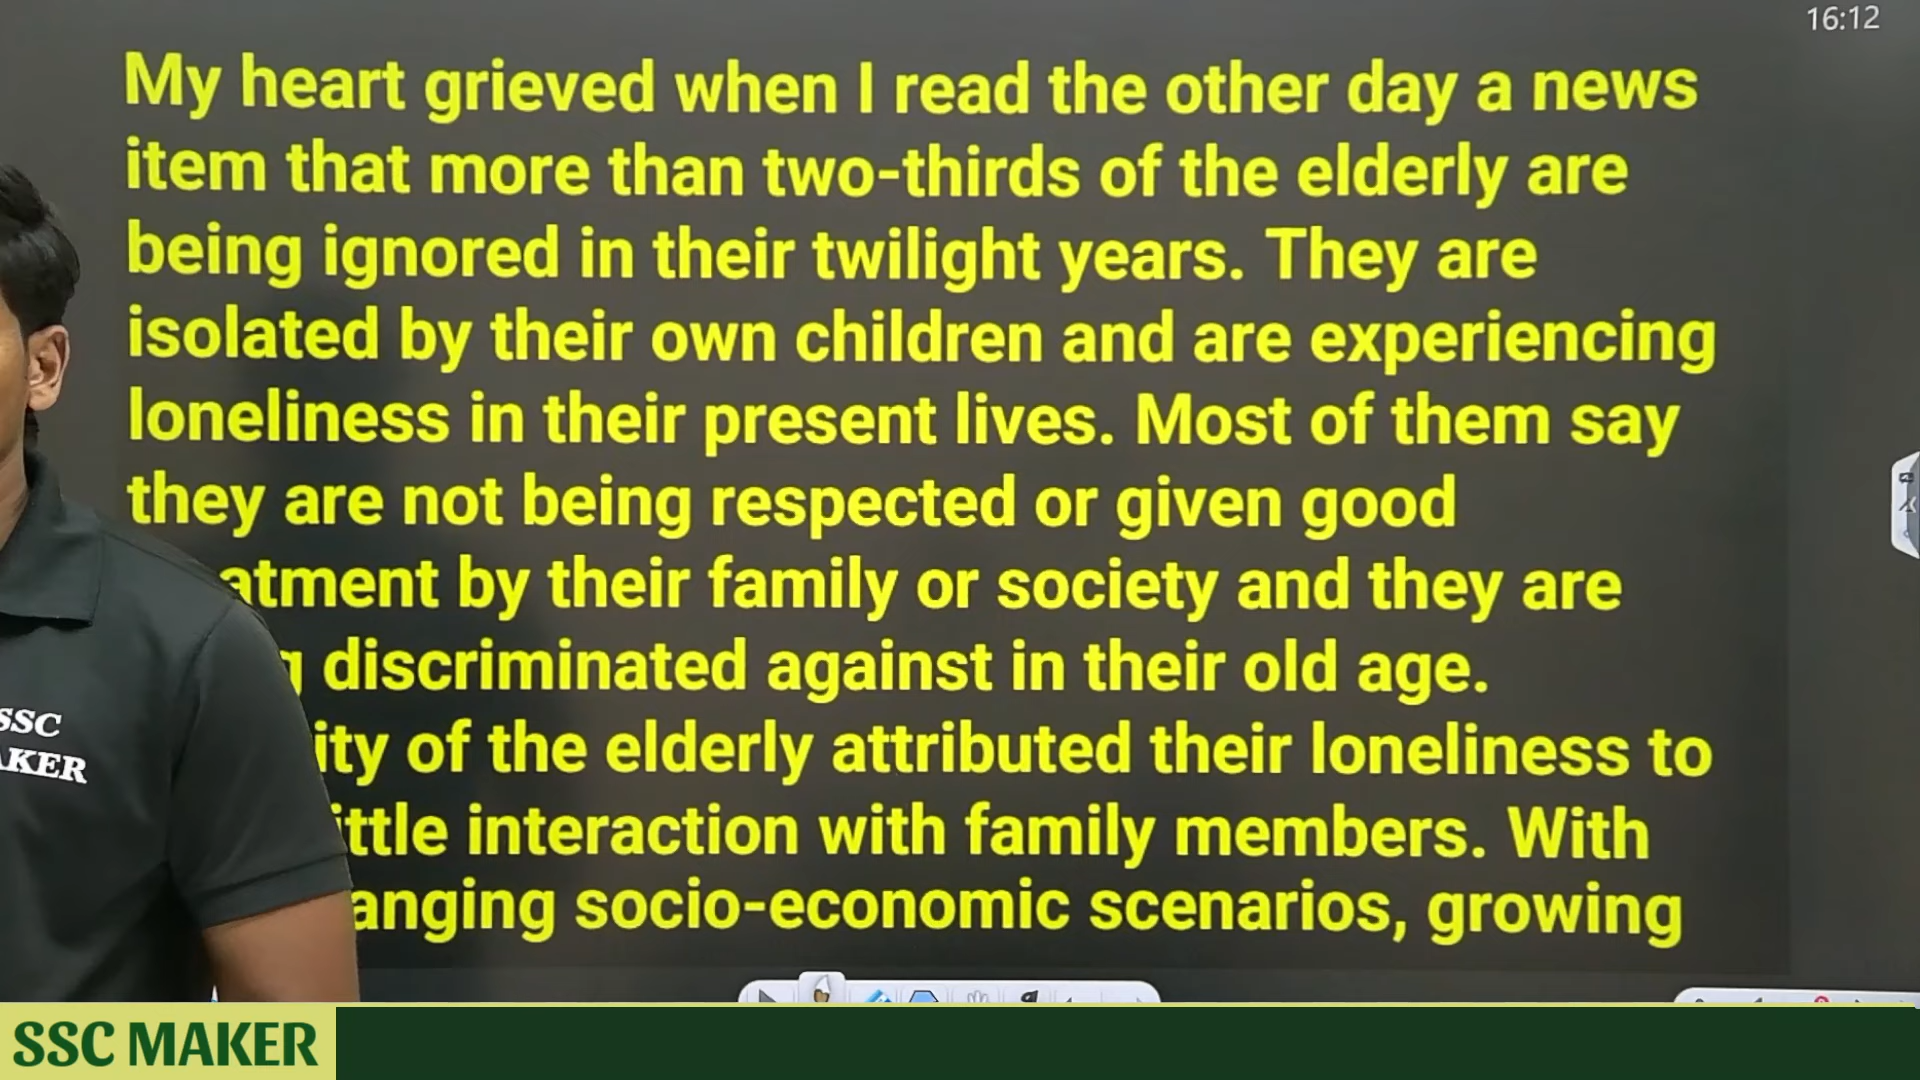 16:12
My heart grieved when I read the other day a news
item that more than two-thirds of the elderly are
being ignored in their twilight years. They are
isolated by their own children and are experiencing
loneliness in their present lives. Most of them say
they are not being respected or given good
atment by their family or society and they are
g discriminated against in their old age.
ity of the elderly attributed their loneliness to
ittle interaction with family members. With
anging socio-economic scenarios, growing
SSC
AKER
SSC MAKER